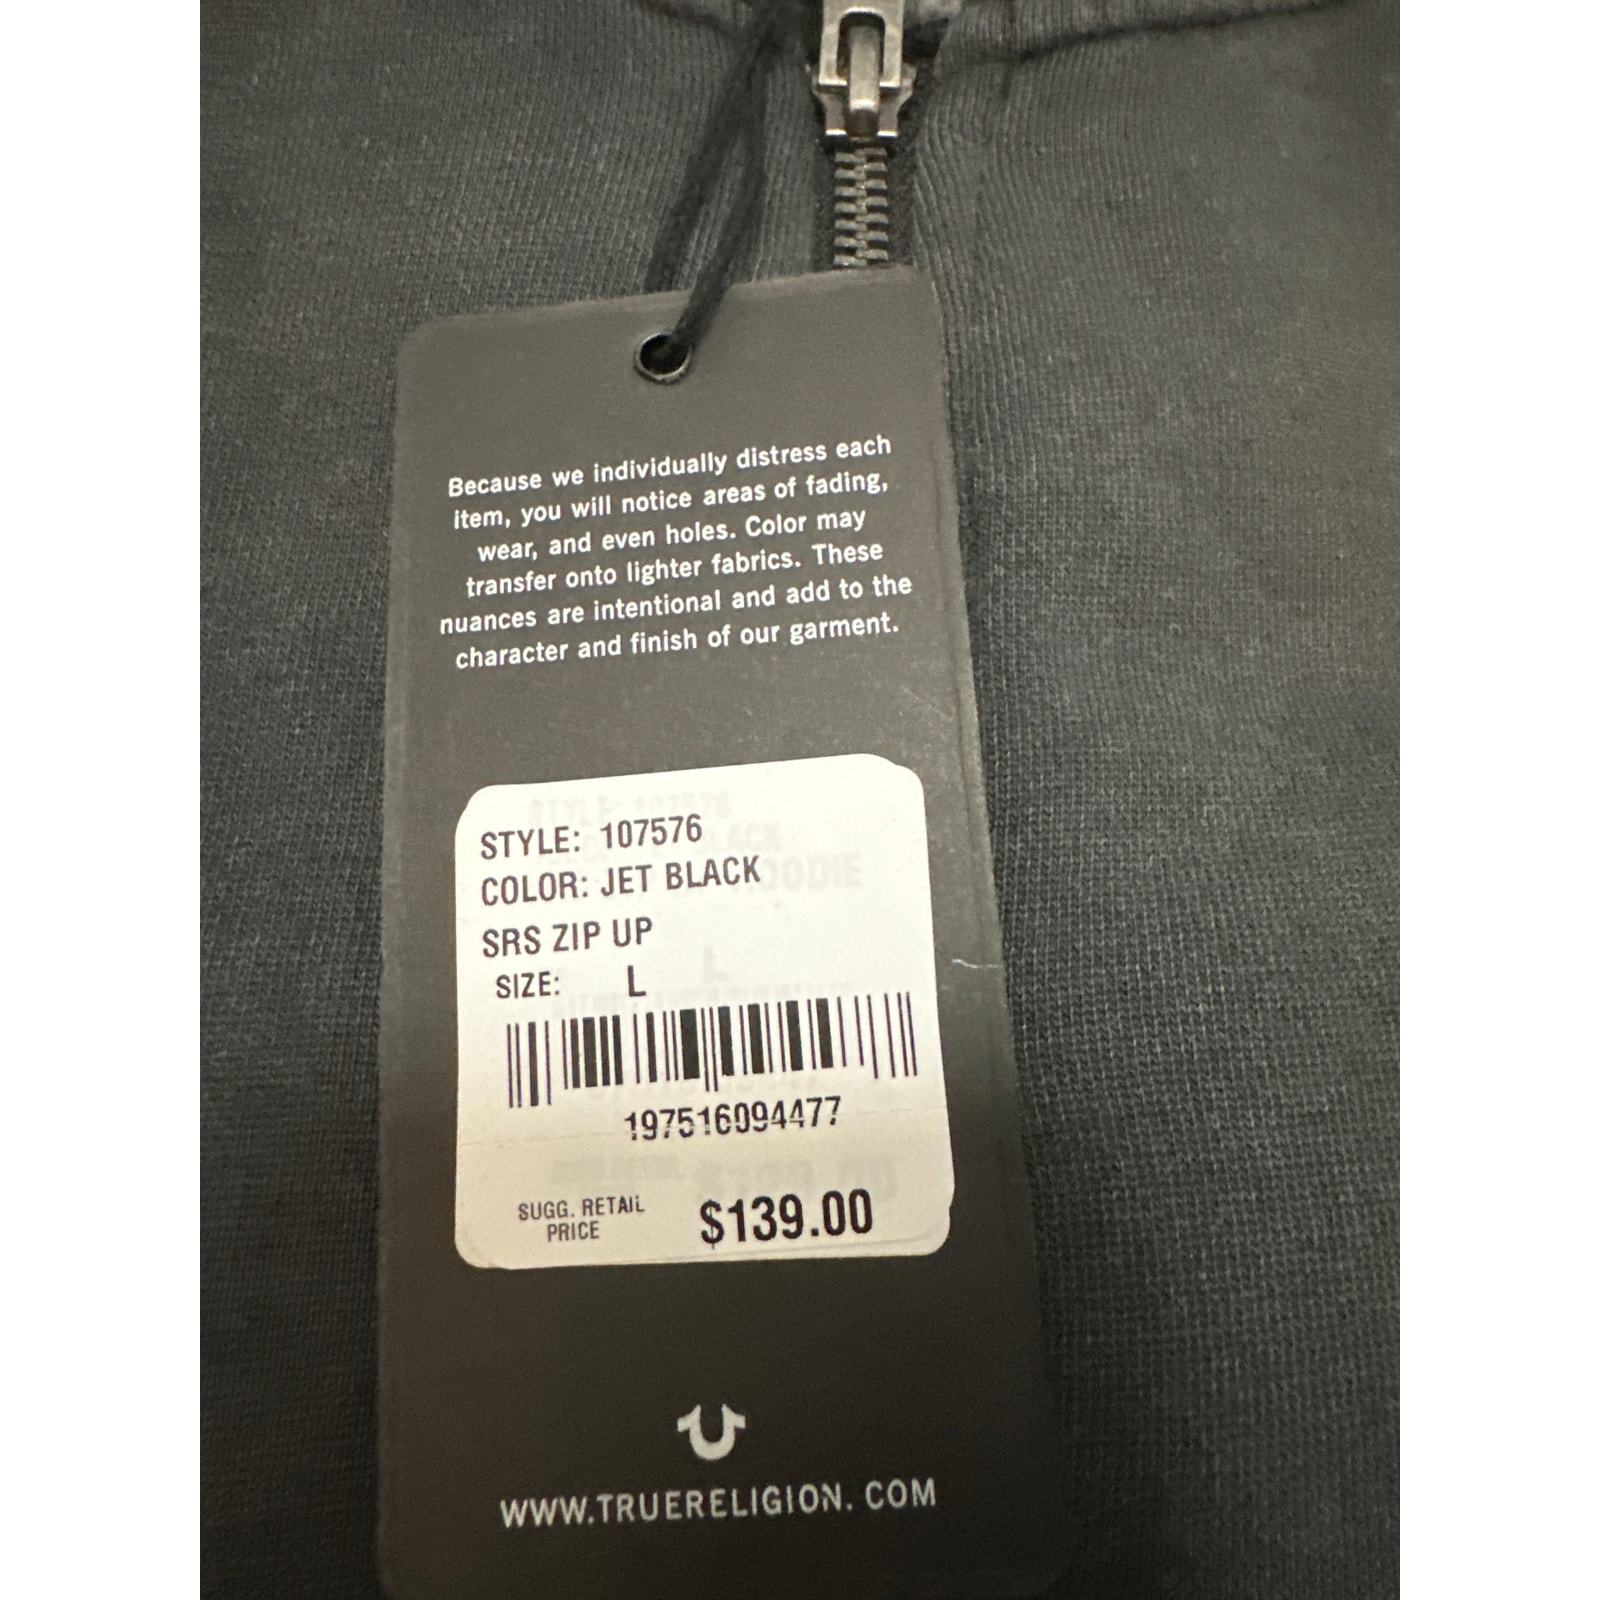 Because we individually distress each
item, you will notice areas of fading,
wear, and even holes. Color may
transfer onto lighter fabrics. These
nuances are intentional and add to the
character and finish of our garment.
STYLE: 107576
COLOR: JET BLACK
SRS ZIP UP
SIZE: L
197516094477
SUGG. RETAIL
PRICE
$139.00
WWW.TRUERELIGION. COM